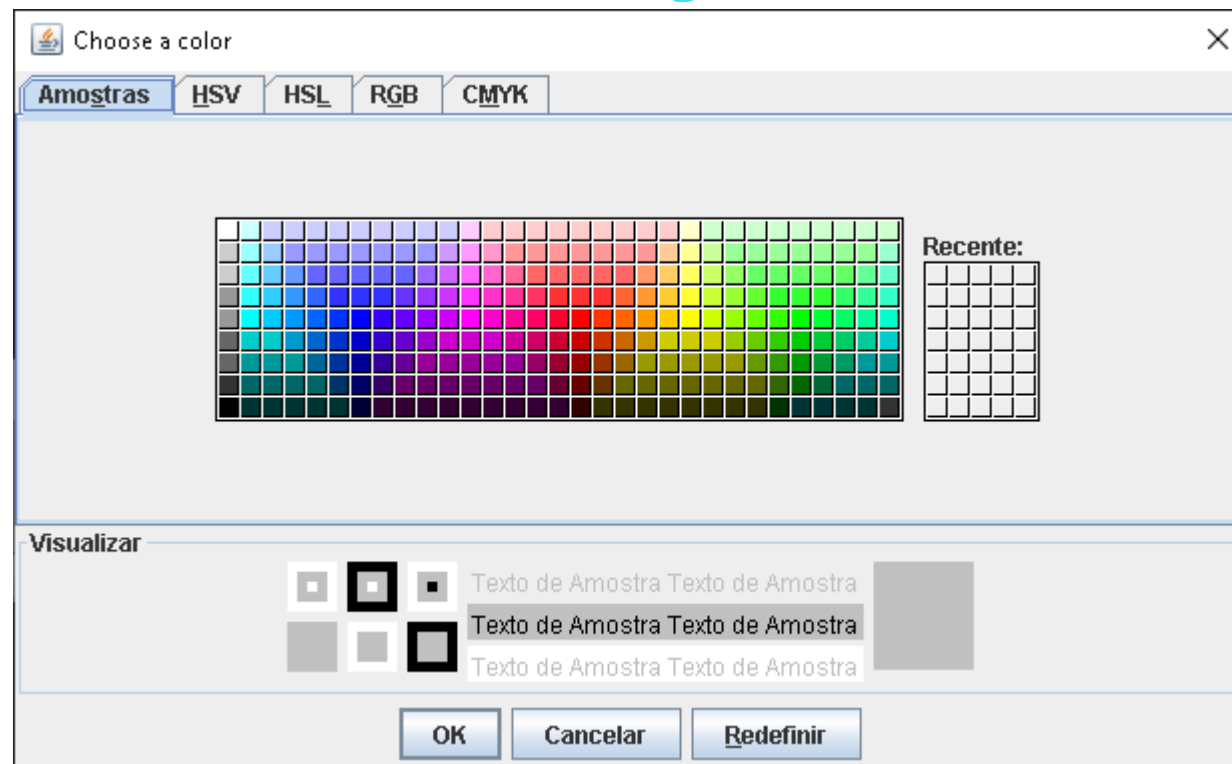 Choose a color
Amostras HSV HSL RGB CMYK
Recente:
Visualizar
Texto de Amostra Texto de Amostra
Texto de Amostra Texto de Amostra
Texto de Amostra Texto de Amostra
OK Cancelar Redefinir